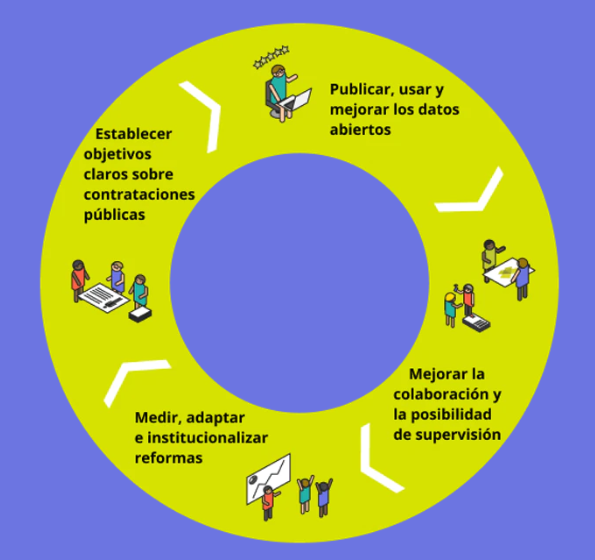 Publicar, usar y
mejorar los datos
abiertos
Establecer
objetivos
claros sobre
contrataciones
públicas
Mejorar la
colaboración y
la posibilidad
de supervisión
Medir, adaptar
e institucionalizar
reformas